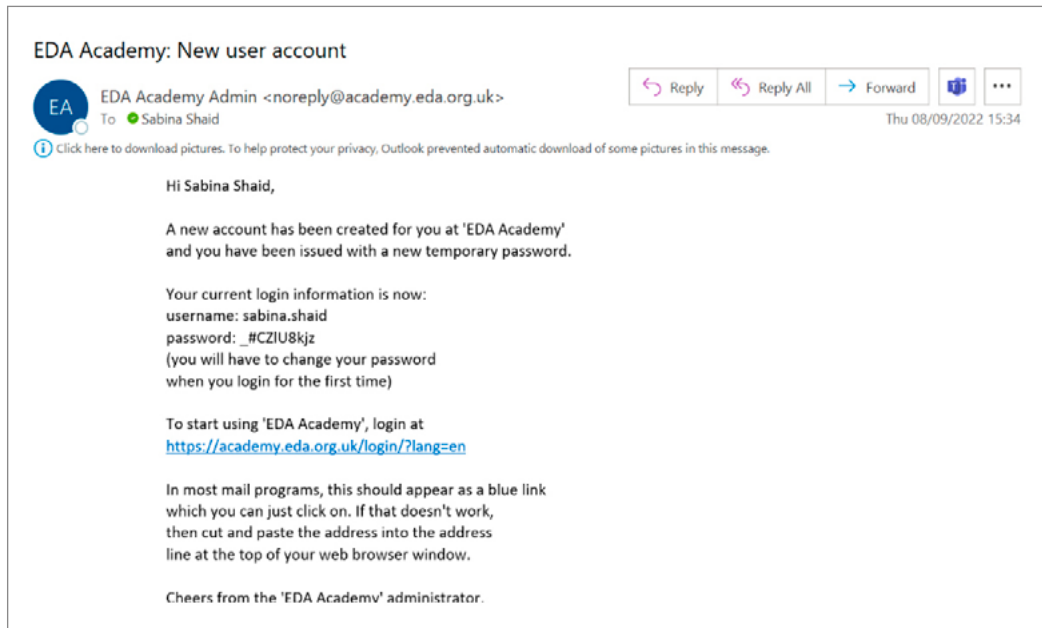 EDA Academy: New user account
EA
EDA Academy Admin <noreply@academy.eda.org.uk>
Reply
Reply All
Forward
To Sabina Shaid
Thu 08/09/2022 15:34
Click here to download pictures. To help protect your privacy, Outlook prevented automatic download of some pictures in this message.
Hi Sabina Shaid,
A new account has been created for you at 'EDA Academy'
and you have been issued with a new temporary password.
Your current login information is now:
username: sabina.shaid
password: _#CZlU8kjz
(you will have to change your password
when you login for the first time)
To start using 'EDA Academy', login at
https://academy.eda.org.uk/login/?lang=en
In most mail programs, this should appear as a blue link
which you can just click on. If that doesn't work,
then cut and paste the address into the address
line at the top of your web browser window.
Cheers from the 'EDA Academy' administrator.